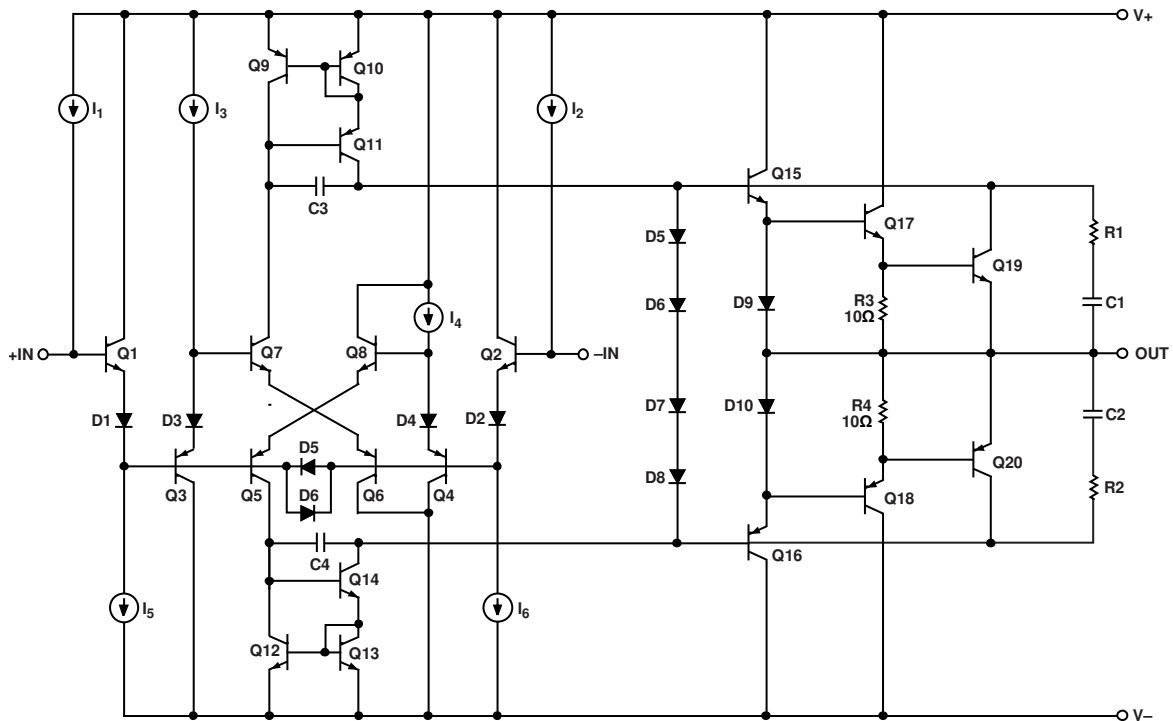 V+
Q9 Q10
I1 I3 I2
Q11
Q15
C3
Q17
R1
D5
Q19
D6 D9 R3 10Ω C1
I4
+IN Q1 Q7 Q8 Q2 –IN OUT
D1 D3 D4 D2 D7 D10 R4 10Ω C2
D5
Q20
Q3 Q5 D6 Q6 Q4 D8 R2
Q18
C4 Q16
Q14
I5 I6
Q12 Q13
V–